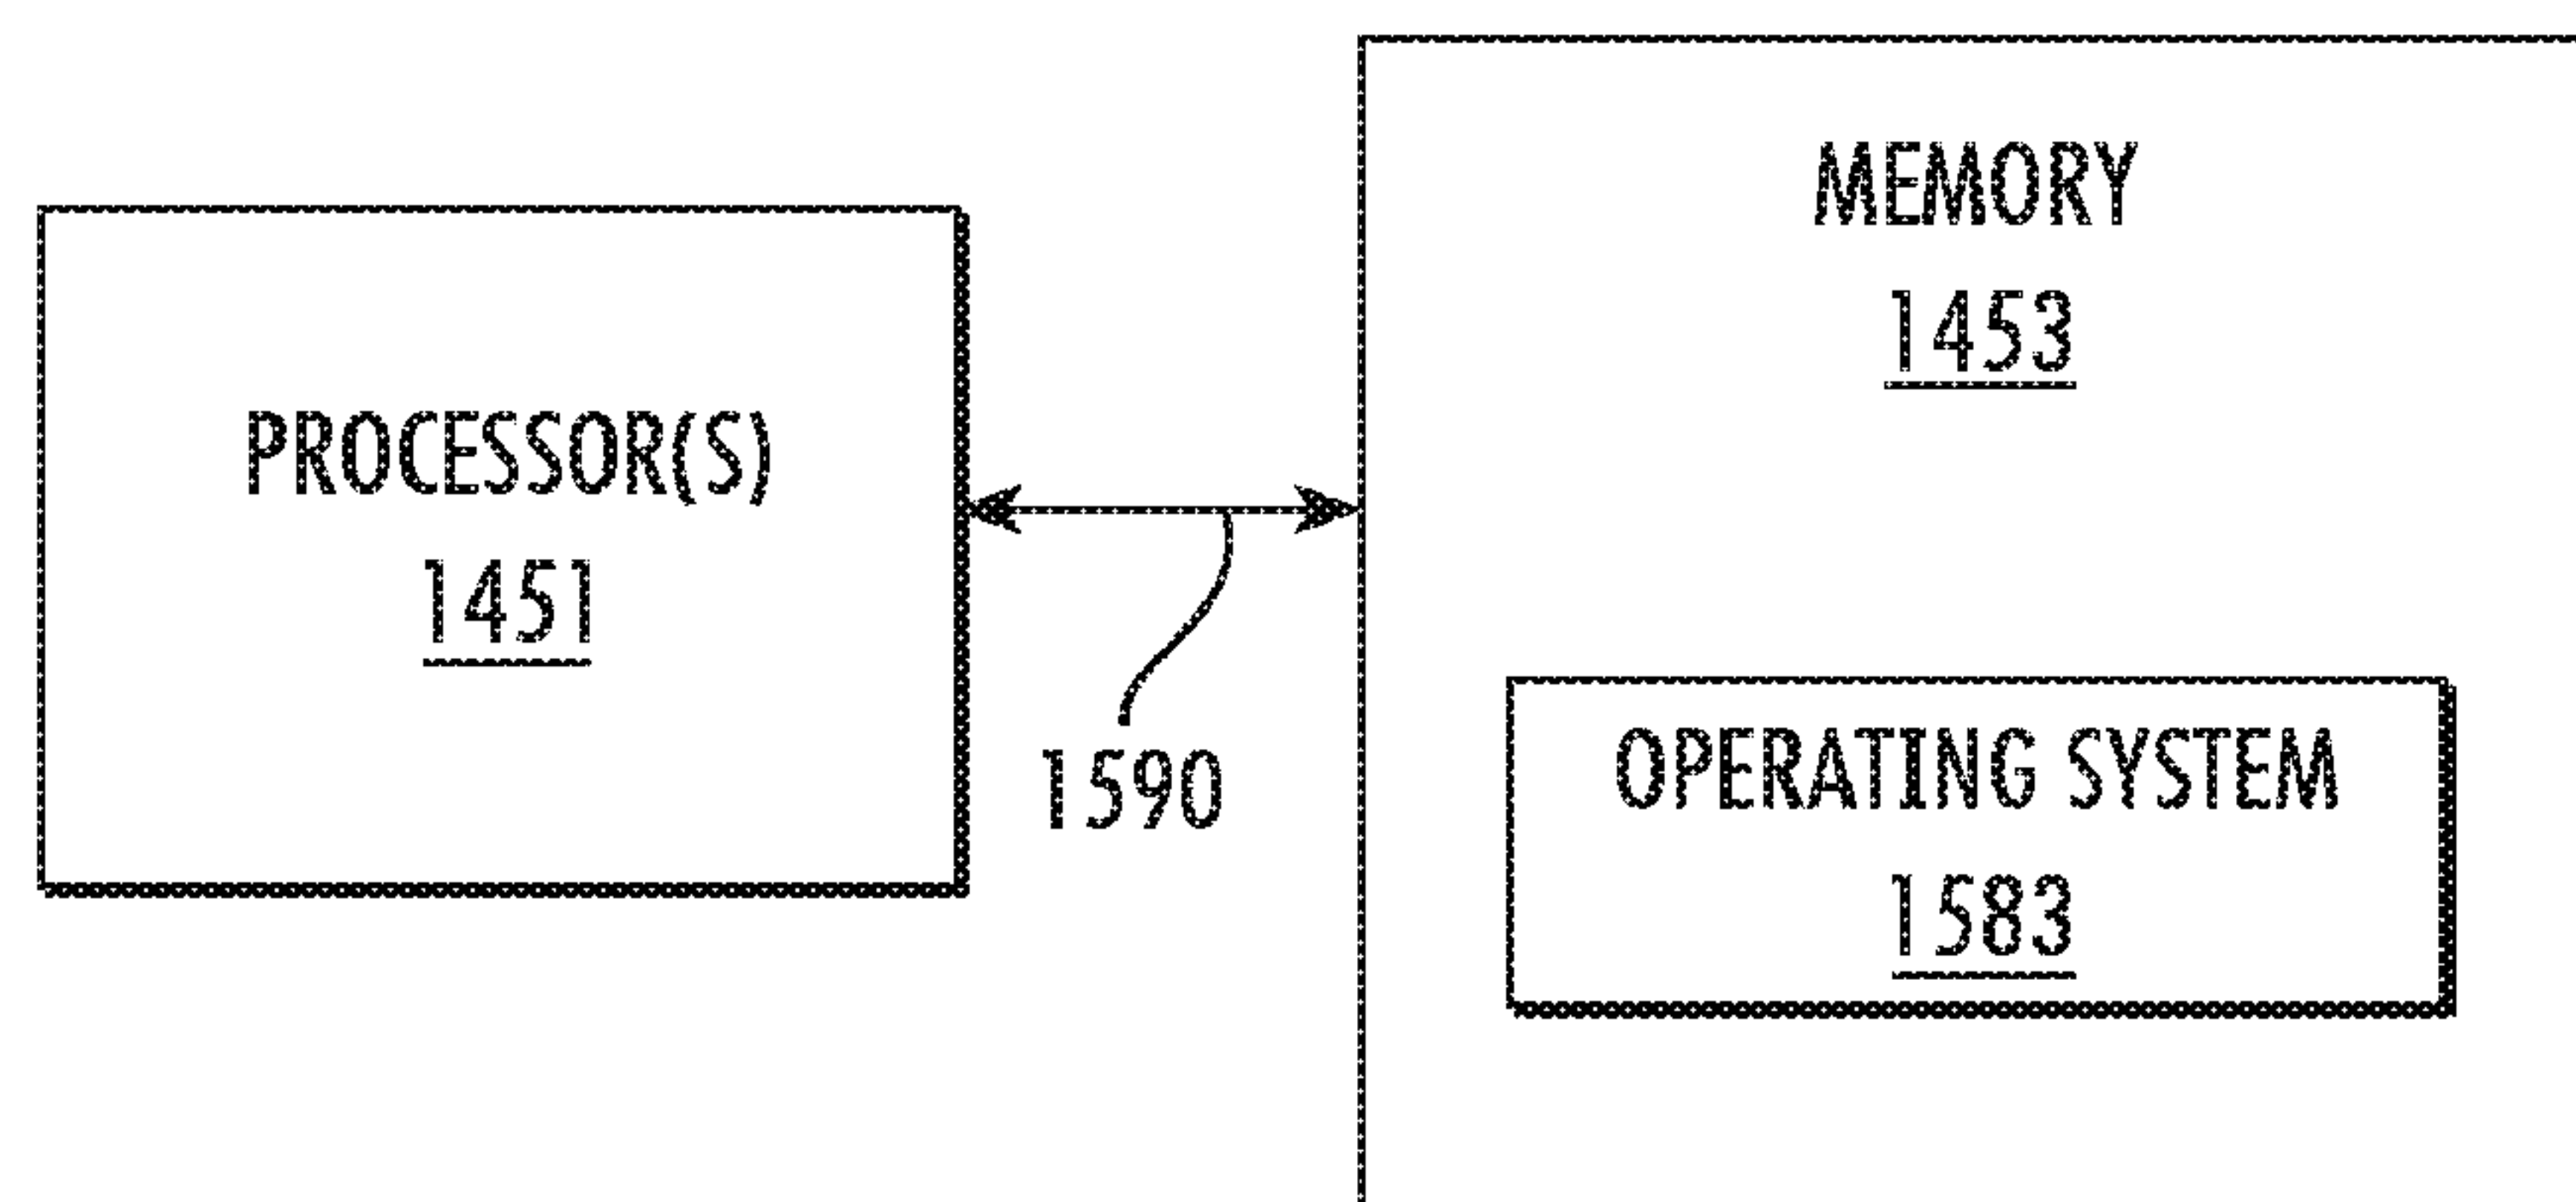 PROCESSOR(S)
1451
1590
MEMORY
1453
OPERATING SYSTEM
1583